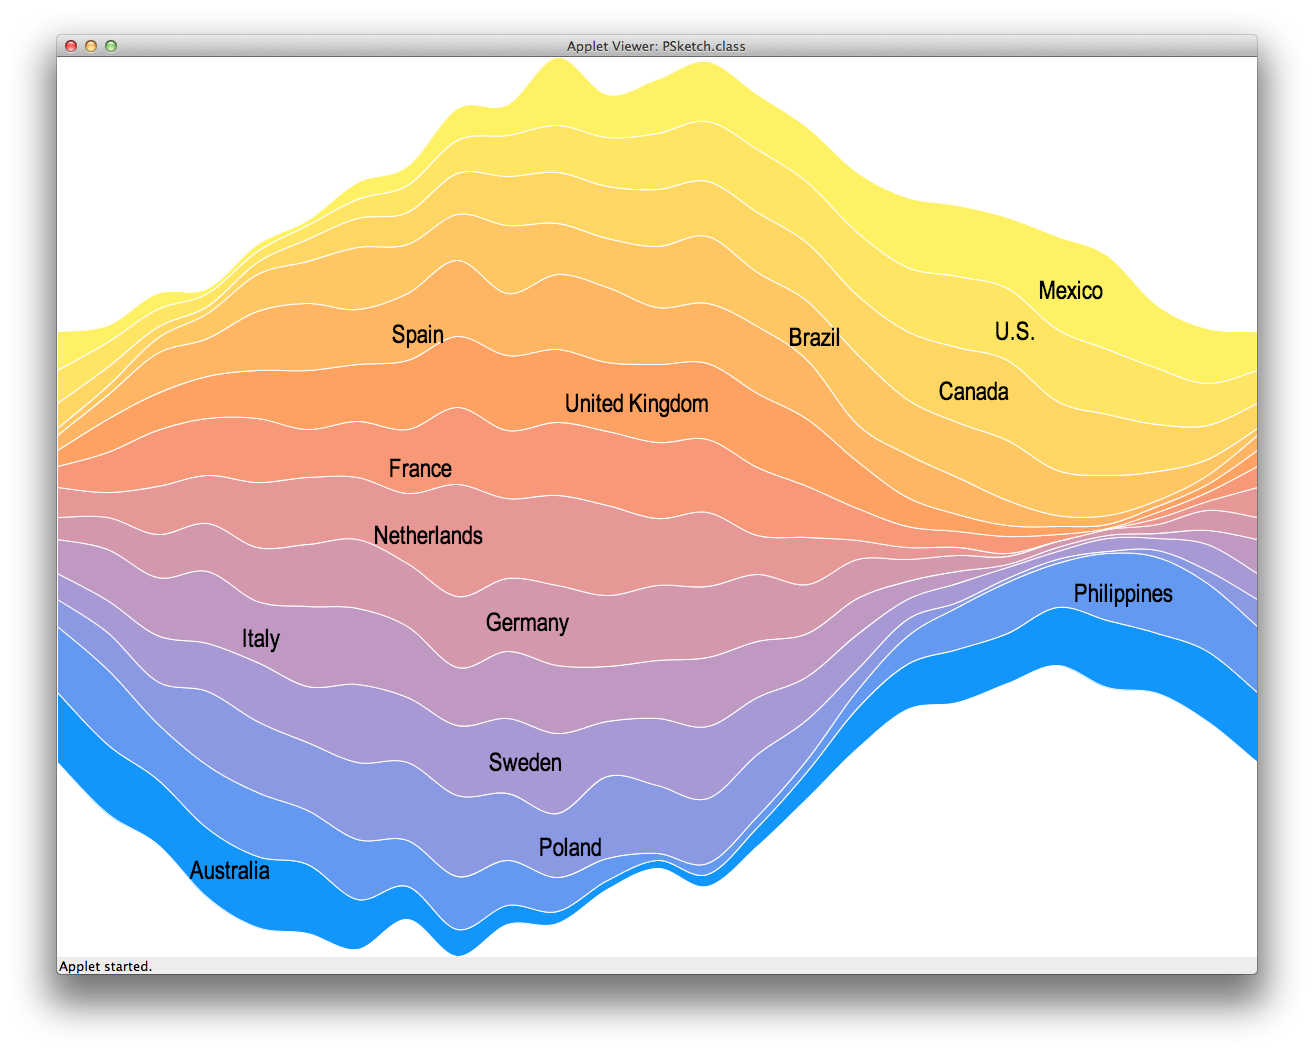 Applet Viewer: PSketch.class
Mexico
U.S.
Spain
Brazil
Canada
United Kingdom
France
Netherlands
Philippines
Germany
Italy
Sweden
Poland
Australia
Applet started.